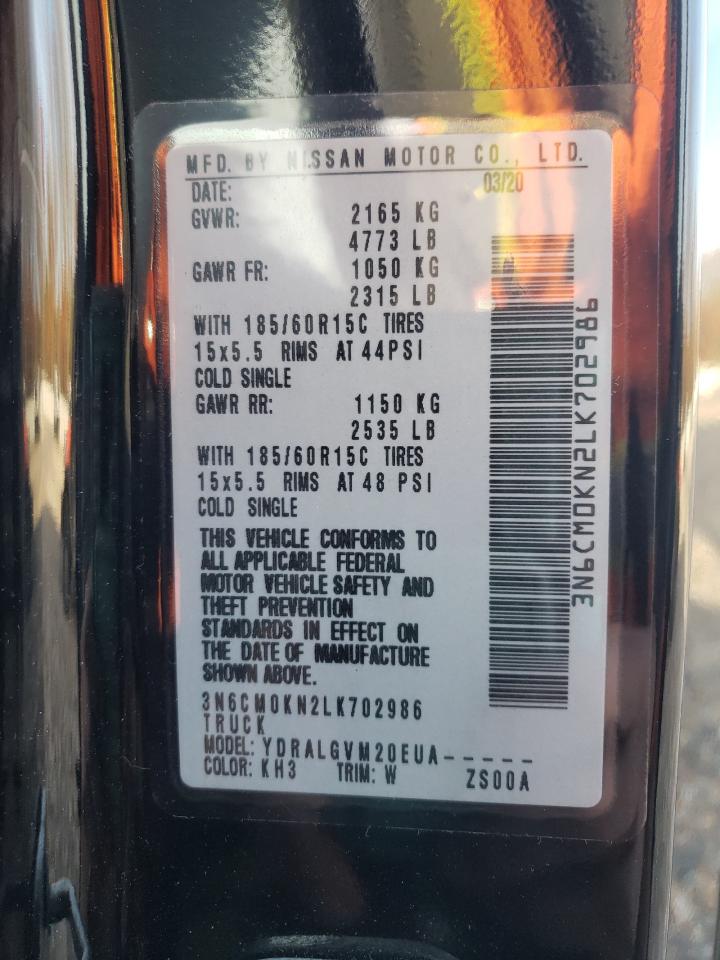 MFD. BY NISSAN MOTOR CO., LTD.
DATE: 03/20
GVWR: 2165 KG
4773 LB
GAWR FR: 1050 KG
2315 LB
WITH 185/60R15C TIRES
15x5.5 RIMS AT 44PSI
COLD SINGLE
GAWR RR: 1150 KG
2535 LB
WITH 185/60R15C TIRES
15x5.5 RIMS AT 48 PSI
COLD SINGLE
THIS VEHICLE CONFORMS TO
ALL APPLICABLE FEDERAL
MOTOR VEHICLE SAFETY AND
THEFT PREVENTION
STANDARDS IN EFFECT ON
THE DATE OF MANUFACTURE
SHOWN ABOVE.
3N6CM0KN2LK702986
TRUCK
MODEL: YDRALGVM20EUA-----
COLOR: KH3 TRIM: W ZS00A
3N6CM0KN2LK702986